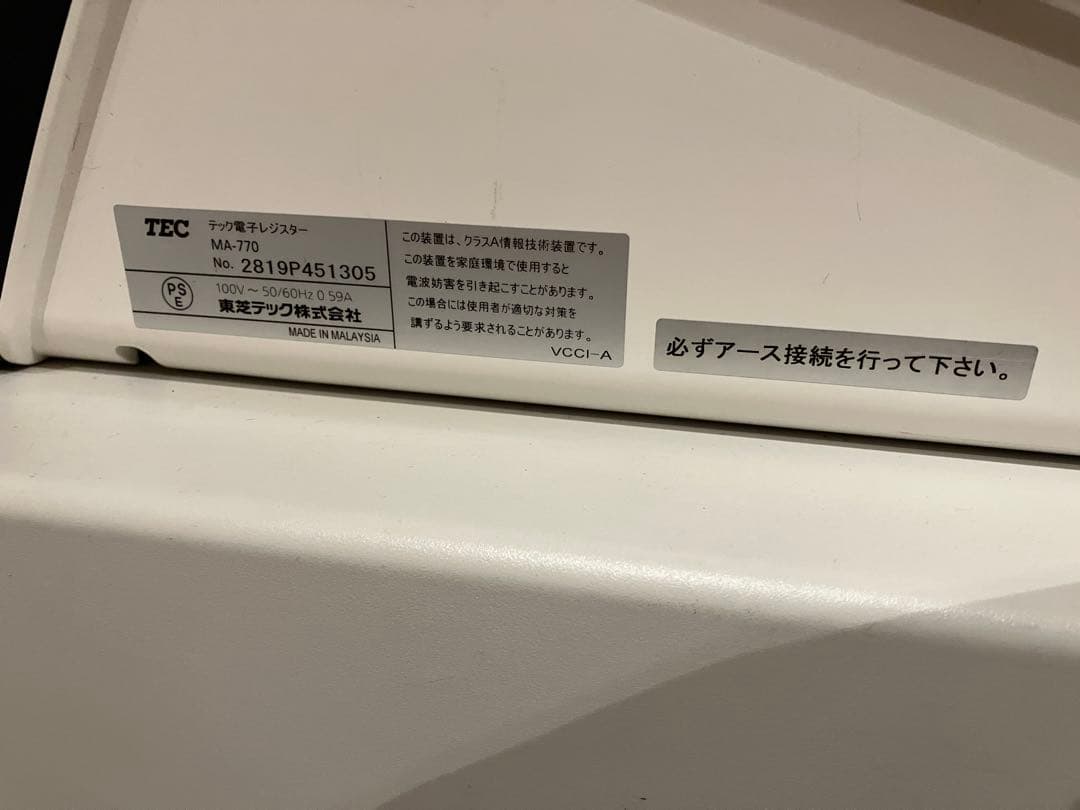 TEC テック電子レジスター
MA-770
No. 2819P451305
PS E 100V～50/60Hz 0.59A
東芝テック株式会社
MADE IN MALAYSIA
この装置は、クラスA情報技術装置です。
この装置を家庭環境で使用すると
電波妨害を引き起こすことがあります。
この場合には使用者が適切な対策を
講ずるよう要求されることがあります。
VCCI-A
必ずアース接続を行って下さい。